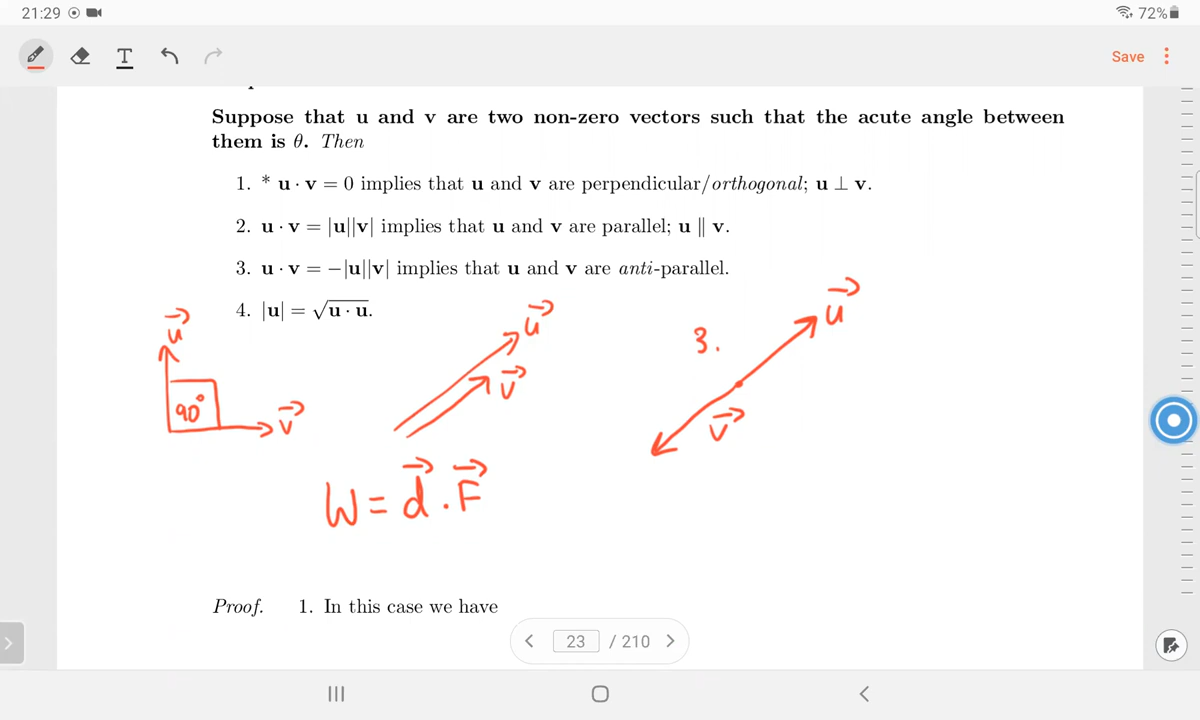 21:29
72%
T
Save
Suppose that u and v are two non-zero vectors such that the acute angle between
them is θ. Then
1. * u · v = 0 implies that u and v are perpendicular/orthogonal; u ⊥ v.
2. u · v = |u||v| implies that u and v are parallel; u ∥ v.
3. u · v = −|u||v| implies that u and v are anti-parallel.
4. |u| = √u · u.
u⃗
90°
v⃗
u⃗
v⃗
3.
u⃗
v⃗
W = d⃗ . F⃗
Proof. 1. In this case we have
23 / 210